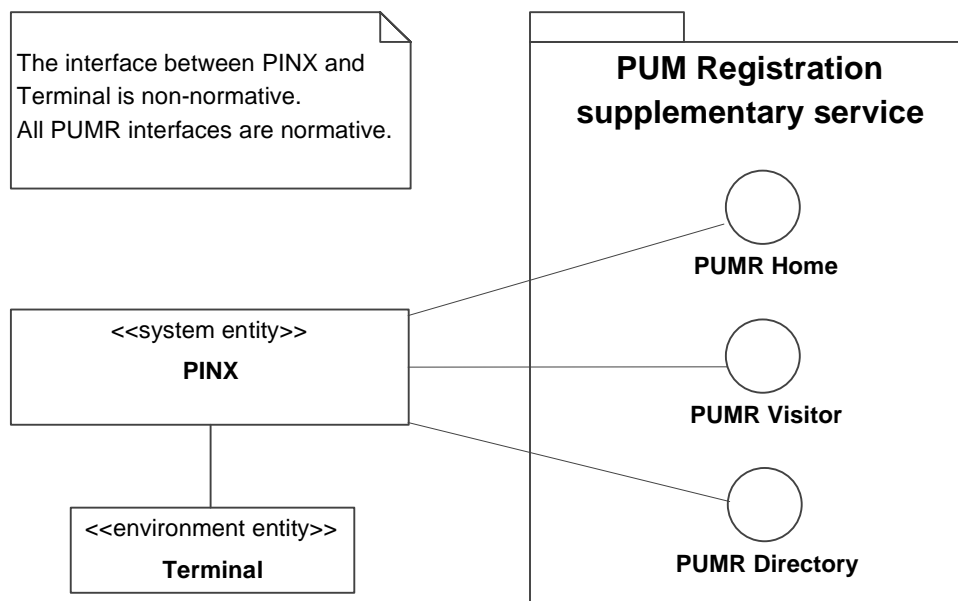 The interface between PINX and
Terminal is non-normative.
All PUMR interfaces are normative.
PUM Registration
supplementary service
PUMR Home
<<system entity>>
PINX
PUMR Visitor
<<environment entity>>
Terminal
PUMR Directory